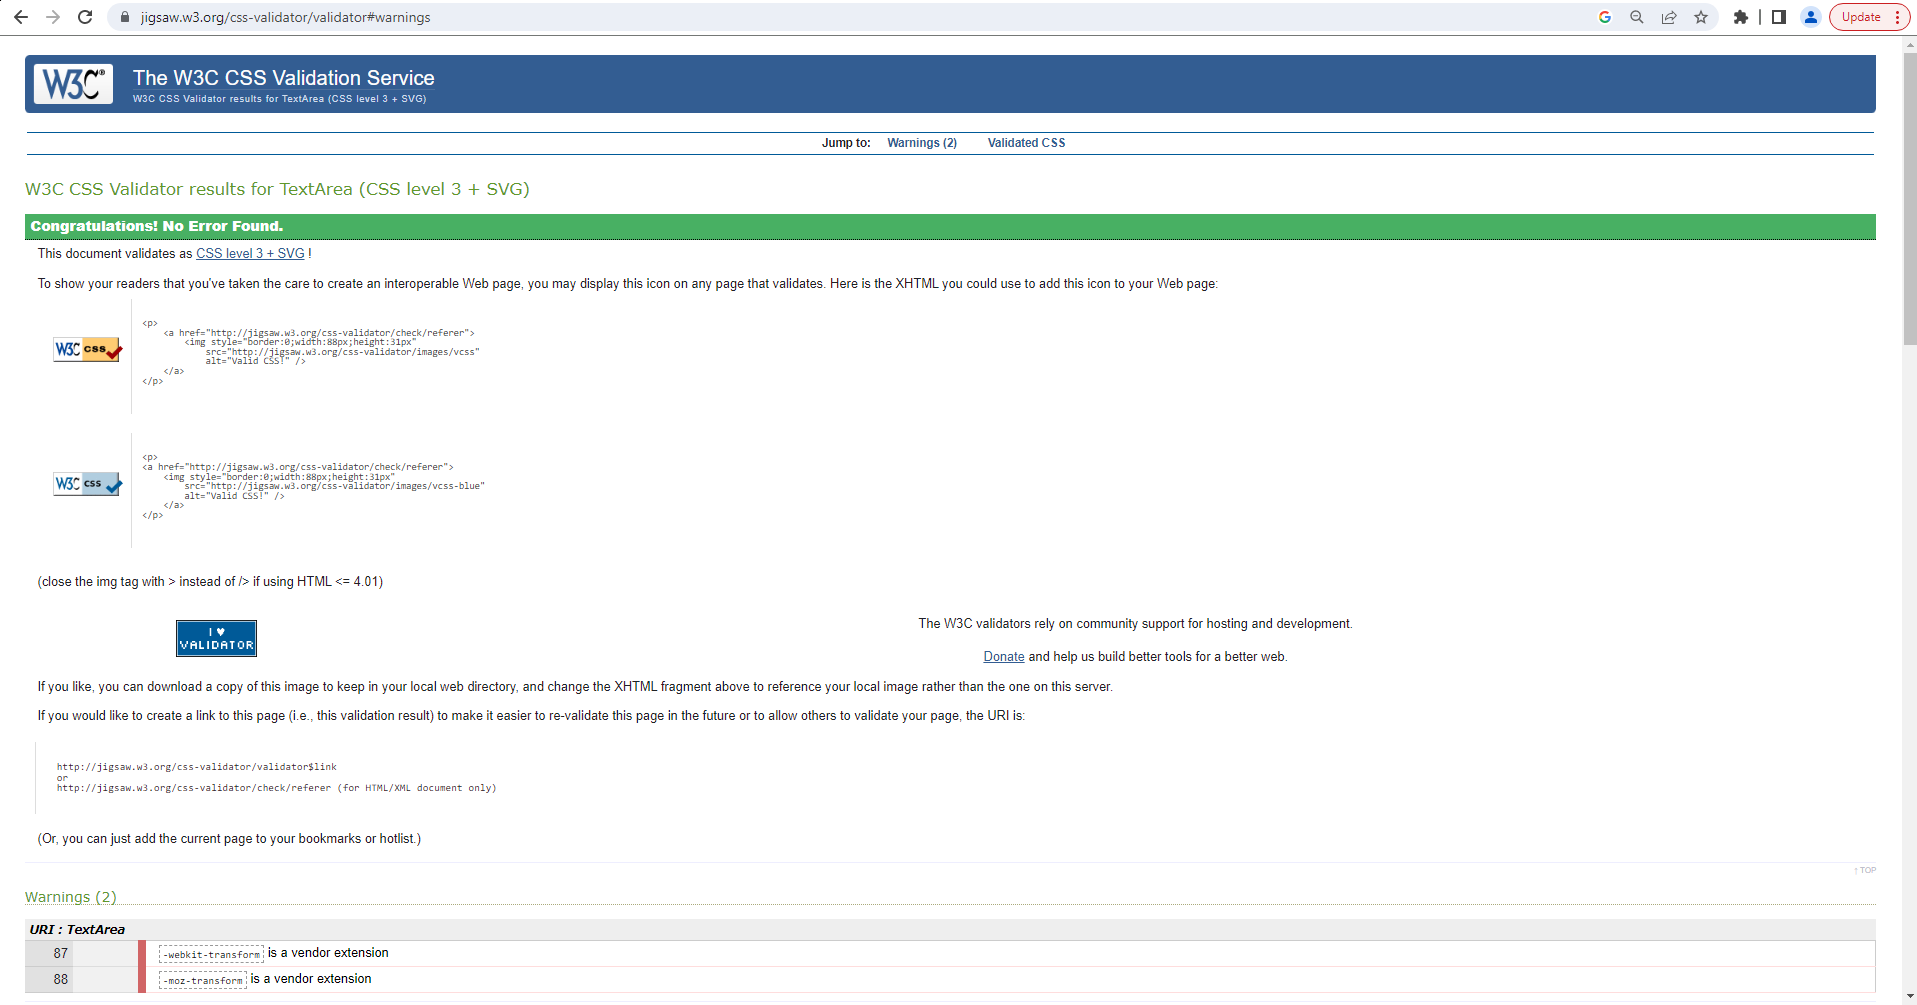 jigsaw.w3.org/css-validator/validator#warnings
Update
W3C®
The W3C CSS Validation Service
W3C CSS Validator results for TextArea (CSS level 3 + SVG)
Jump to: Warnings (2) Validated CSS
W3C CSS Validator results for TextArea (CSS level 3 + SVG)
Congratulations! No Error Found.
This document validates as CSS level 3 + SVG !
To show your readers that you've taken the care to create an interoperable Web page, you may display this icon on any page that validates. Here is the XHTML you could use to add this icon to your Web page:
W3C css
<p>
<a href="http://jigsaw.w3.org/css-validator/check/referer">
<img style="border:0;width:88px;height:31px"
src="http://jigsaw.w3.org/css-validator/images/vcss"
alt="Valid CSS!" />
</a>
</p>
W3C css
<p>
<a href="http://jigsaw.w3.org/css-validator/check/referer">
<img style="border:0;width:88px;height:31px"
src="http://jigsaw.w3.org/css-validator/images/vcss-blue"
alt="Valid CSS!" />
</a>
</p>
(close the img tag with > instead of /> if using HTML <= 4.01)
I ♥
VALIDATOR
The W3C validators rely on community support for hosting and development.
Donate and help us build better tools for a better web.
If you like, you can download a copy of this image to keep in your local web directory, and change the XHTML fragment above to reference your local image rather than the one on this server.
If you would like to create a link to this page (i.e., this validation result) to make it easier to re-validate this page in the future or to allow others to validate your page, the URI is:
http://jigsaw.w3.org/css-validator/validator$link
or
http://jigsaw.w3.org/css-validator/check/referer (for HTML/XML document only)
(Or, you can just add the current page to your bookmarks or hotlist.)
↑ TOP
Warnings (2)
URI : TextArea
87 -webkit-transform is a vendor extension
88 -moz-transform is a vendor extension